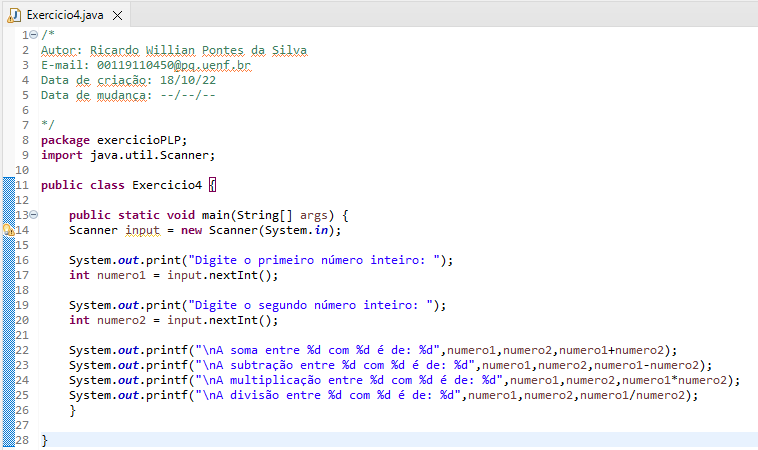 Exercicio4.java
1 /*
2 Autor: Ricardo Willian Pontes da Silva
3 E-mail: 00119110450@pq.uenf.br
4 Data de criação: 18/10/22
5 Data de mudanca: --/--/--
6
7 */
8 package exercicioPLP;
9 import java.util.Scanner;
10
11 public class Exercicio4 {
12
13 public static void main(String[] args) {
14 Scanner input = new Scanner(System.in);
15
16 System.out.print("Digite o primeiro número inteiro: ");
17 int numero1 = input.nextInt();
18
19 System.out.print("Digite o segundo número inteiro: ");
20 int numero2 = input.nextInt();
21
22 System.out.printf("\nA soma entre %d com %d é de: %d",numero1,numero2,numero1+numero2);
23 System.out.printf("\nA subtração entre %d com %d é de: %d",numero1,numero2,numero1-numero2);
24 System.out.printf("\nA multiplicação entre %d com %d é de: %d",numero1,numero2,numero1*numero2);
25 System.out.printf("\nA divisão entre %d com %d é de: %d",numero1,numero2,numero1/numero2);
26 }
27
28 }